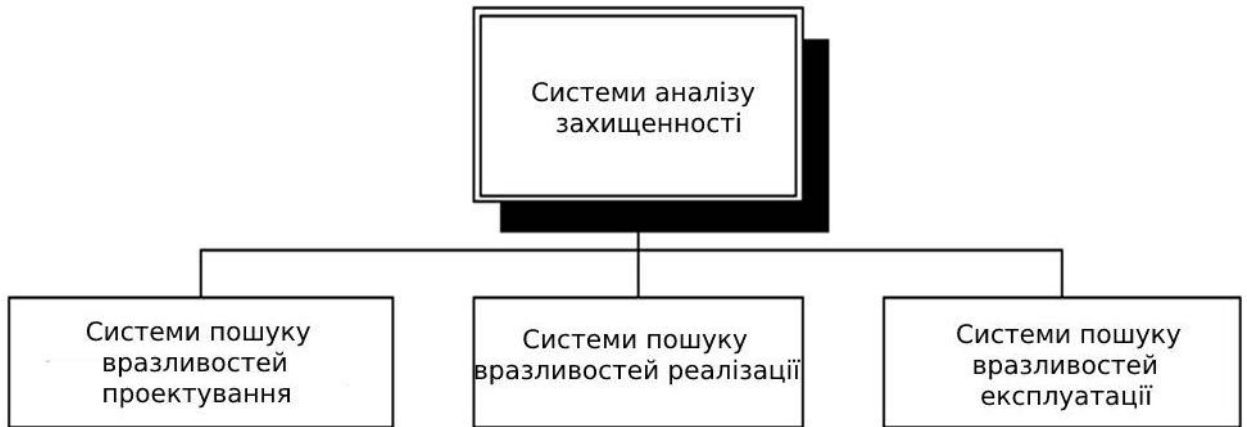 Системи аналізу
захищенності
Системи пошуку
вразливостей
проектування
Системи пошуку
вразливостей реалізації
Системи пошуку
вразливостей
експлуатації